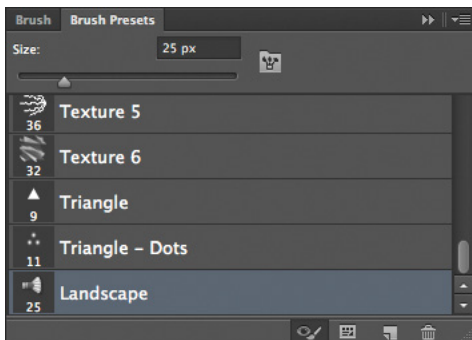 Brush Brush Presets
Size: 25 px
36 Texture 5
32 Texture 6
9 Triangle
11 Triangle – Dots
25 Landscape